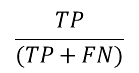 TP
(TP + FN)